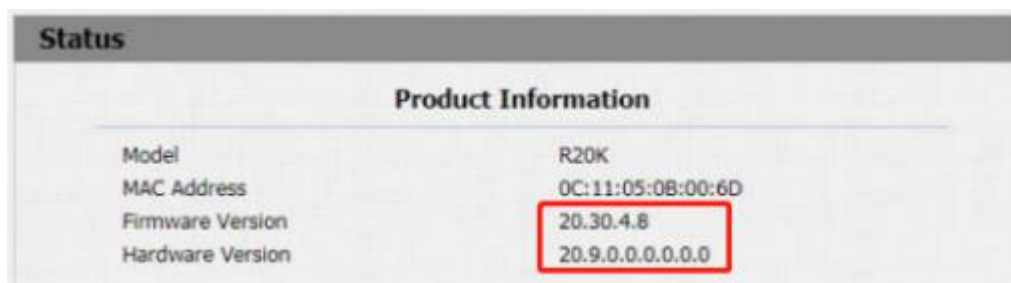 Status
Product Information
Model R20K
MAC Address 0C:11:05:0B:00:6D
Firmware Version 20.30.4.8
Hardware Version 20.9.0.0.0.0.0.0